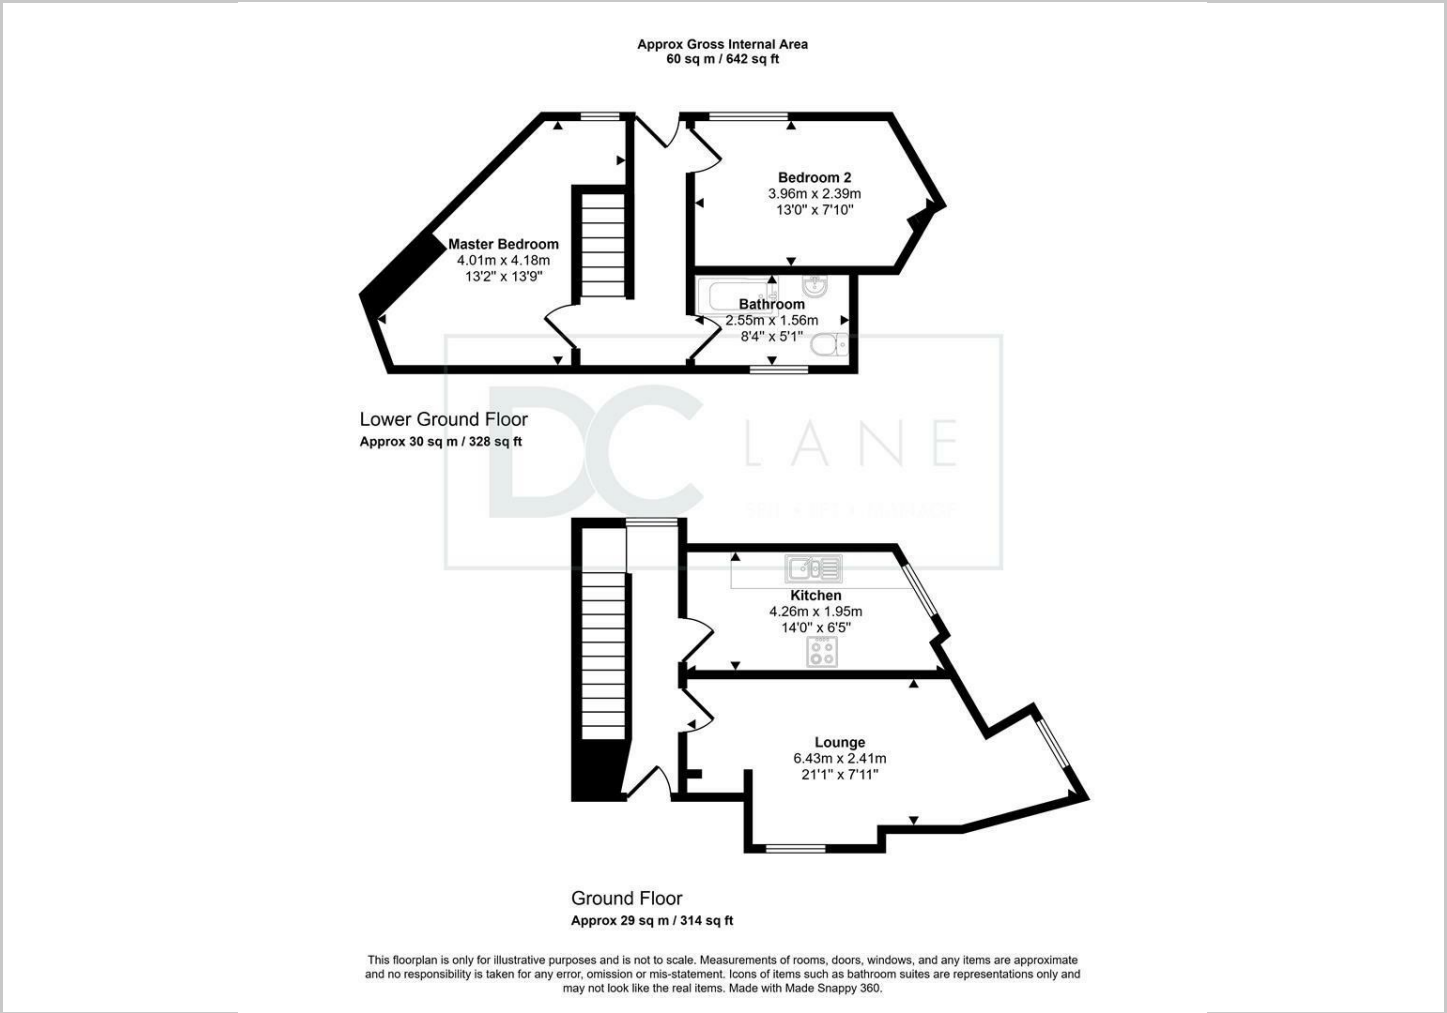 Approx Gross Internal Area
60 sq m / 642 sq ft
Bedroom 2
3.96m x 2.39m
13'0" x 7'10"
Master Bedroom
4.01m x 4.18m
13'2" x 13'9"
Bathroom
2.55m x 1.56m
8'4" x 5'1"
Lower Ground Floor
Approx 30 sq m / 328 sq ft
DC LANE
Kitchen
4.26m x 1.95m
14'0" x 6'5"
Lounge
6.43m x 2.41m
21'1" x 7'11"
Ground Floor
Approx 29 sq m / 314 sq ft
This floorplan is only for illustrative purposes and is not to scale. Measurements of rooms, doors, windows, and any items are approximate
and no responsibility is taken for any error, omission or mis-statement. Icons of items such as bathroom suites are representations only and
may not look like the real items. Made with Made Snappy 360.